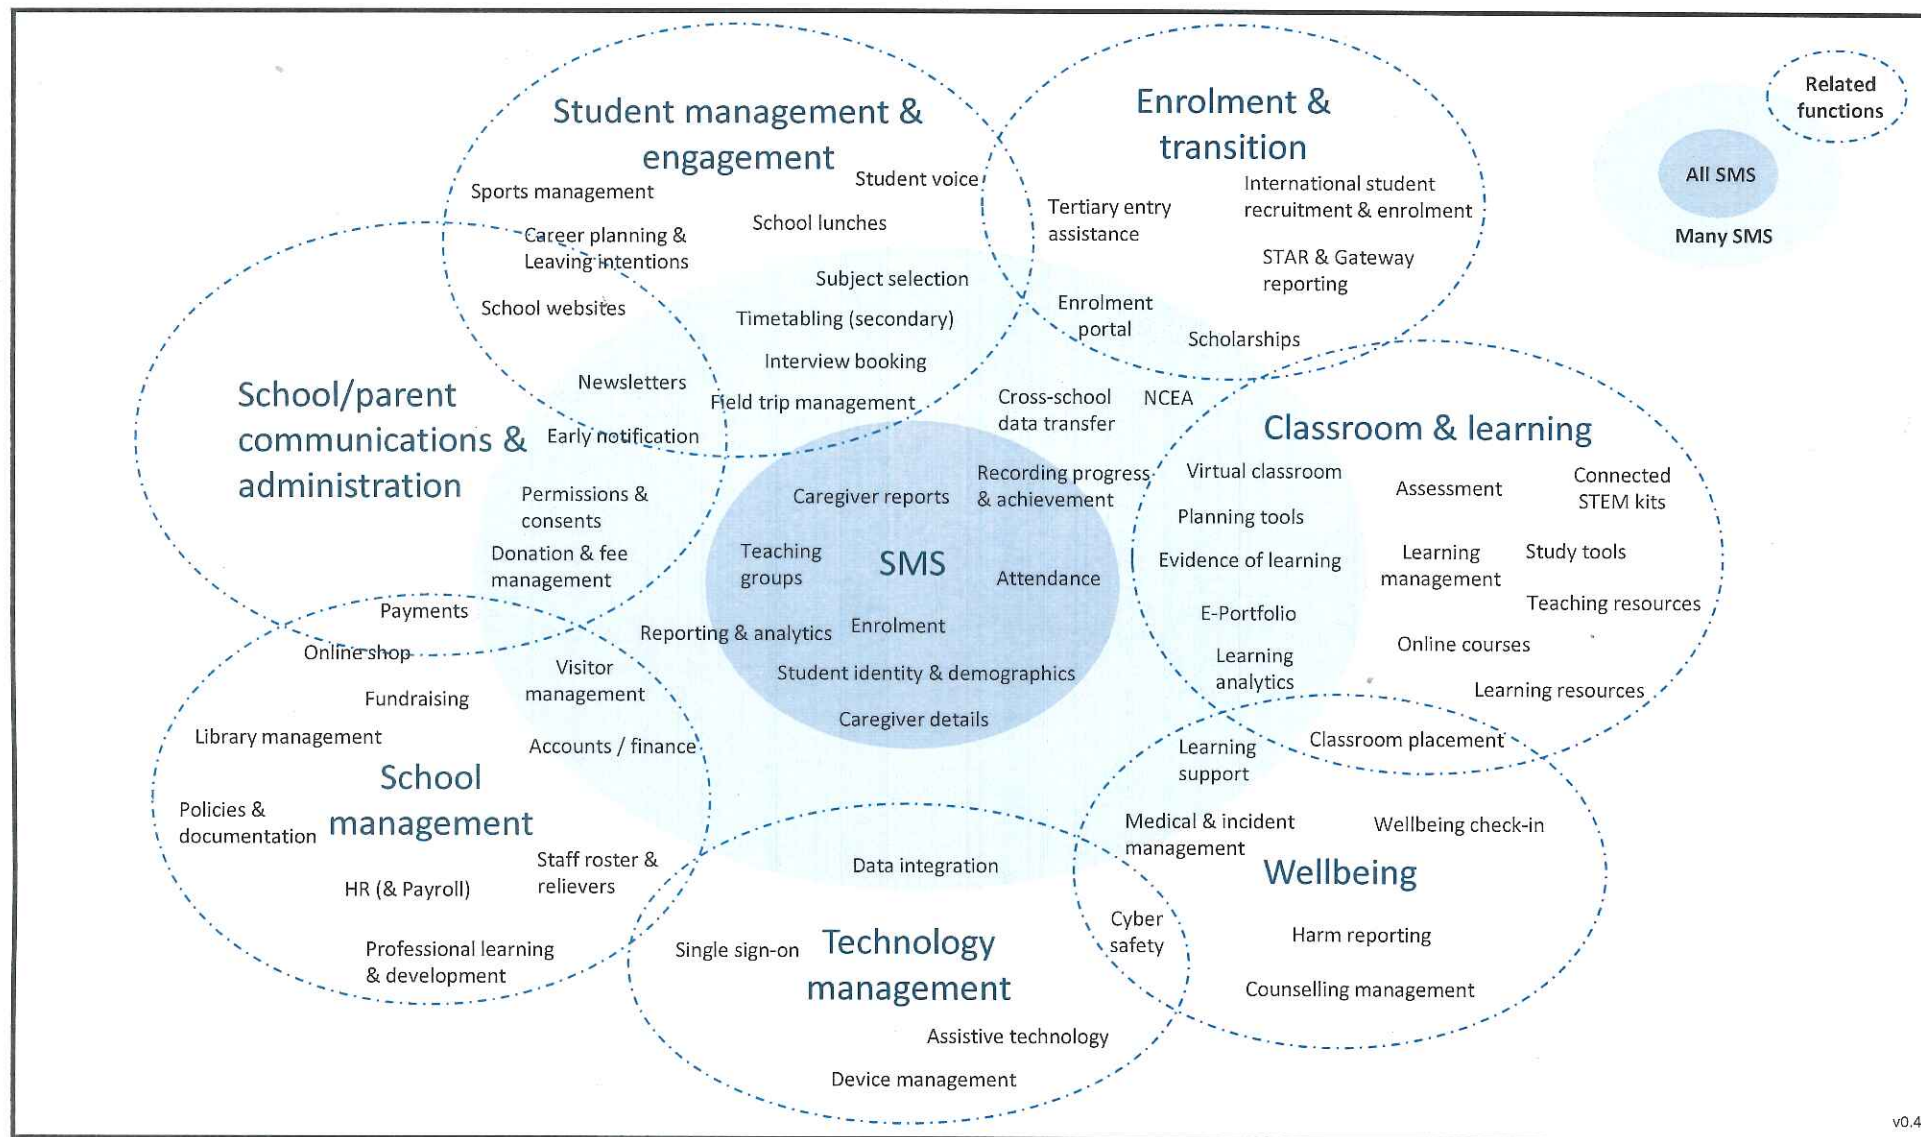 Student management &
engagement
Sports management
Student voice
School lunches
Career planning &
Leaving intentions
Subject selection
School websites
Timetabling (secondary)
Interview booking
Newsletters
Field trip management
Early notification
Enrolment &
transition
International student
recruitment & enrolment
Tertiary entry
assistance
STAR & Gateway
reporting
Enrolment
portal
Scholarships
Related
functions
All SMS
Many SMS
School/parent
communications &
administration
Permissions &
consents
Donation & fee
management
Payments
Online shop
Cross-school
data transfer
NCEA
Recording progress
& achievement
Caregiver reports
Teaching
groups
SMS
Attendance
Reporting & analytics
Enrolment
Student identity & demographics
Caregiver details
Classroom & learning
Virtual classroom
Assessment
Connected
STEM kits
Planning tools
Evidence of learning
Learning
management
Study tools
E-Portfolio
Teaching resources
Online courses
Learning
analytics
Learning resources
Classroom placement
Visitor
management
Fundraising
Library management
Accounts / finance
School
management
Policies &
documentation
Staff roster &
relievers
HR (& Payroll)
Professional learning
& development
Data integration
Single sign-on
Technology
management
Assistive technology
Device management
Cyber
safety
Learning
support
Medical & incident
management
Wellbeing check-in
Wellbeing
Harm reporting
Counselling management
v0.4